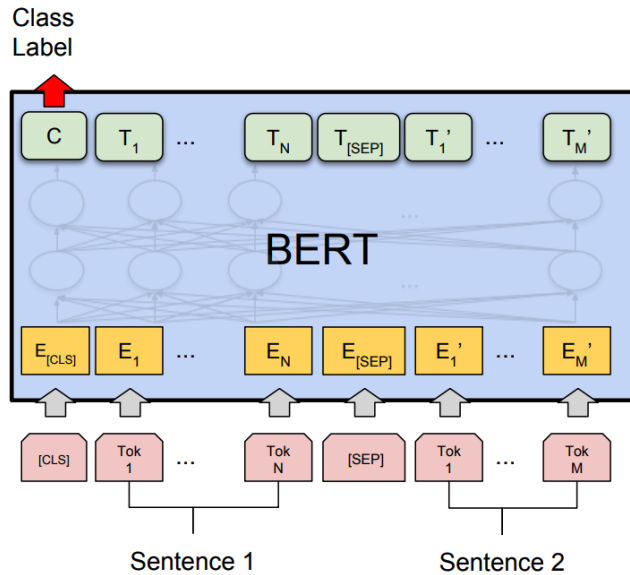 Class
Label
C T1 ... TN T[SEP] T1' ... TM'
...
BERT
...
E[CLS] E1 ... EN E[SEP] E1' ... EM'
[CLS] Tok 1 ... Tok N [SEP] Tok 1 ... Tok M
Sentence 1 Sentence 2